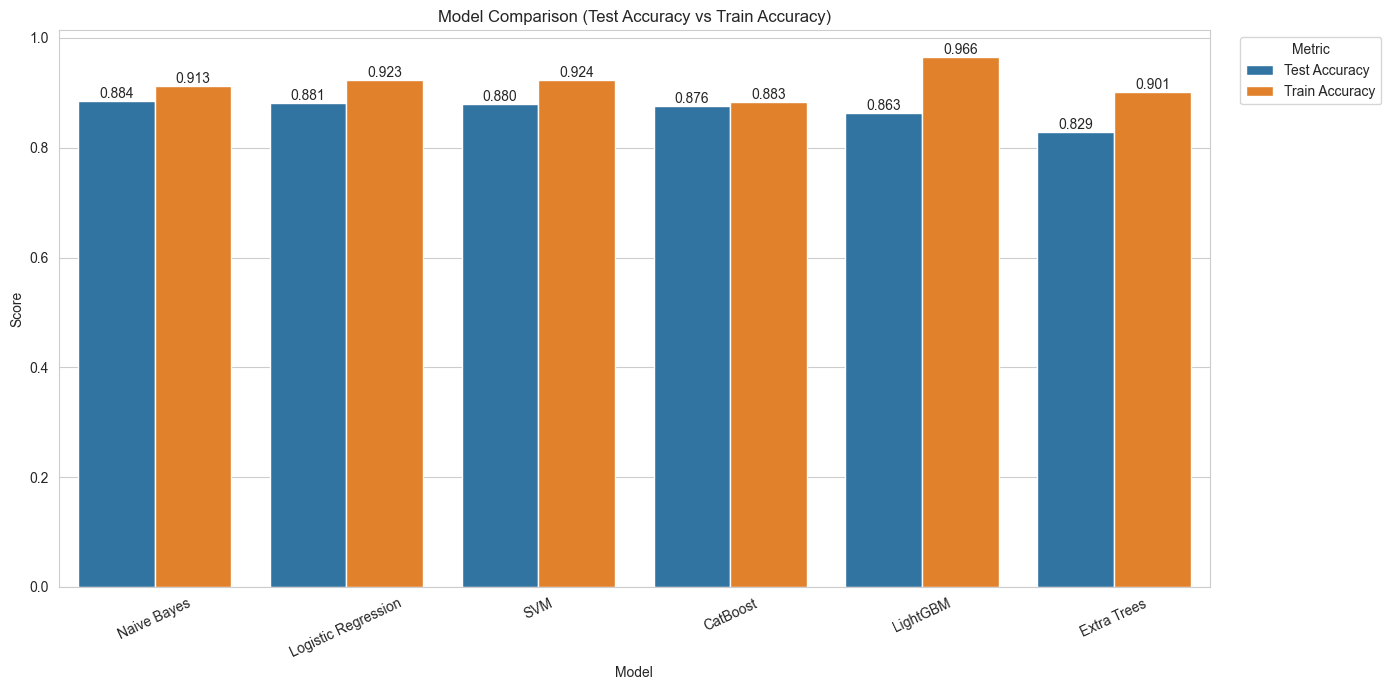 Model Comparison (Test Accuracy vs Train Accuracy)
Metric
Test Accuracy
Train Accuracy
Score
1.0
0.8
0.6
0.4
0.2
0.0
0.884
0.913
0.881
0.923
0.880
0.924
0.876
0.883
0.863
0.966
0.829
0.901
Naive Bayes
Logistic Regression
SVM
CatBoost
LightGBM
Extra Trees
Model